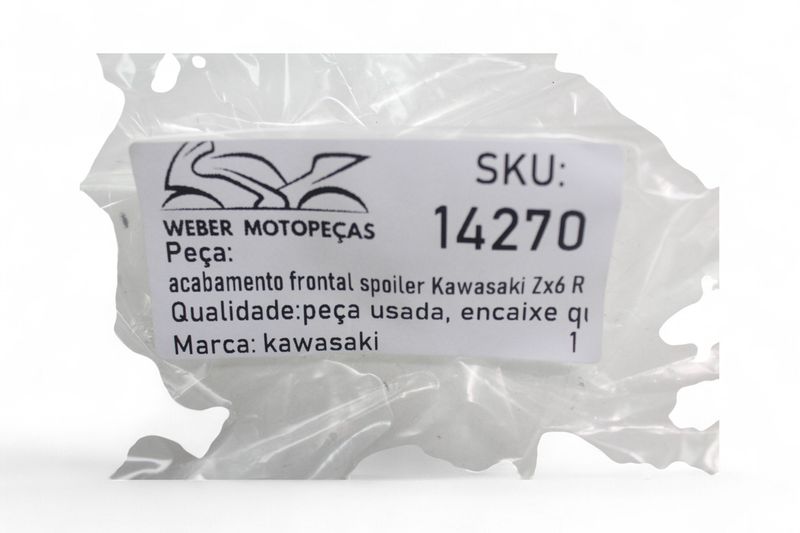 SKU:
WEBER MOTOPEÇAS
14270
Peça:
acabamento frontal spoiler Kawasaki Zx6 R
Qualidade:peça usada, encaixe
Marca: kawasaki
1